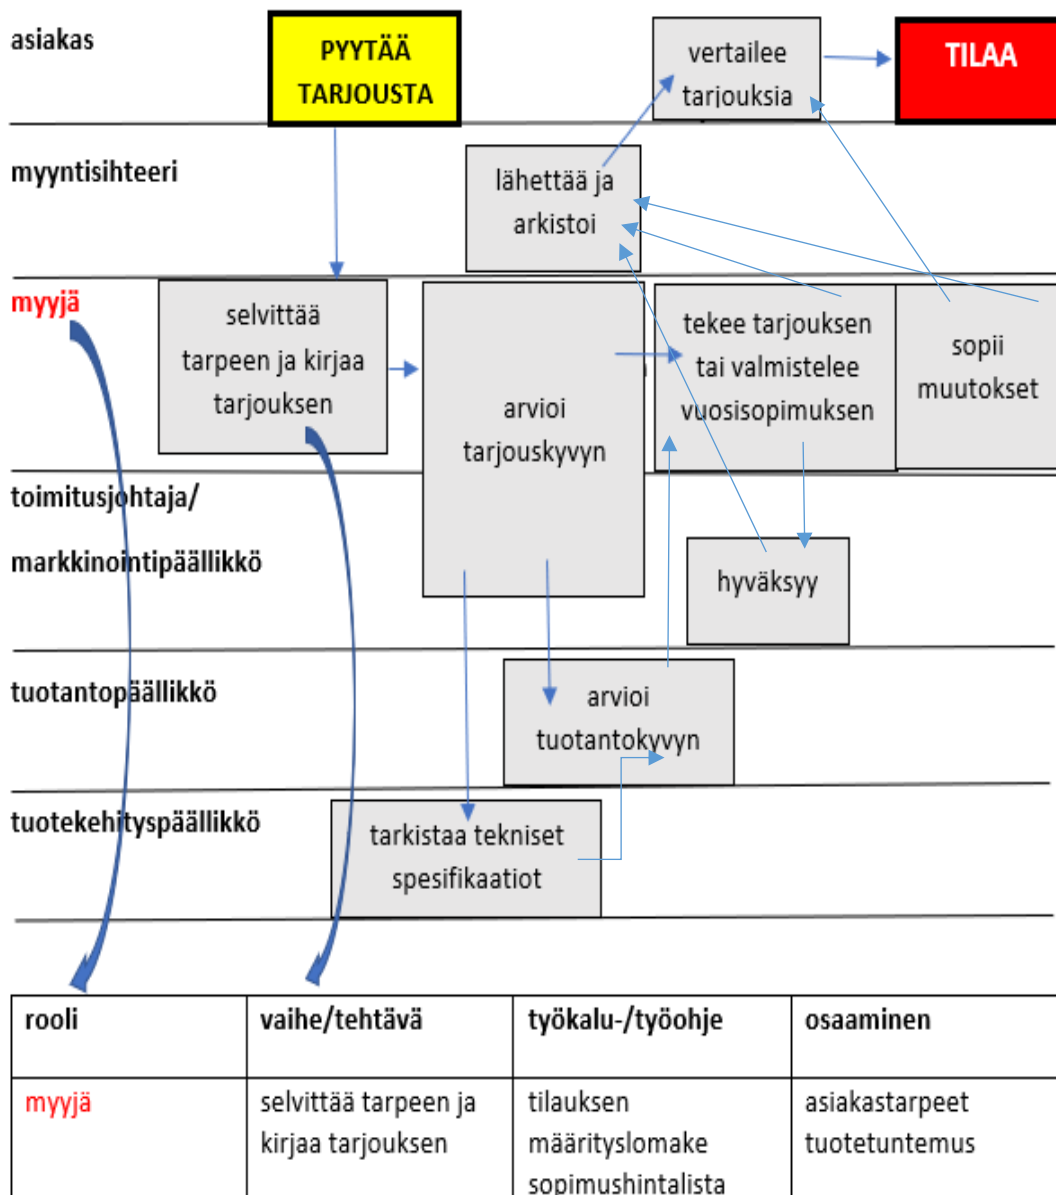 asiakas
PYYTÄÄ
TARJOUSTA
vertailee
tarjouksia
TILAA
myyntisihteeri
lähettää ja
arkistoi
myyjä
selvittää
tarpeen ja kirjaa
tarjouksen
arvioi
tarjouskyvyn
tekee tarjouksen
tai valmistelee
vuosisopimuksen
sopii
muutokset
toimitusjohtaja/
markkinointipäällikkö
hyväksyy
tuotantopäällikkö
arvioi
tuotantokyvyn
tuotekehityspäällikkö
tarkistaa tekniset
spesifikaatiot
rooli
vaihe/tehtävä
työkalu-/työohje
osaaminen
myyjä
selvittää tarpeen ja
kirjaa tarjouksen
tilauksen
määrityslomake
sopimushintalista
asiakastarpeet
tuotetuntemus